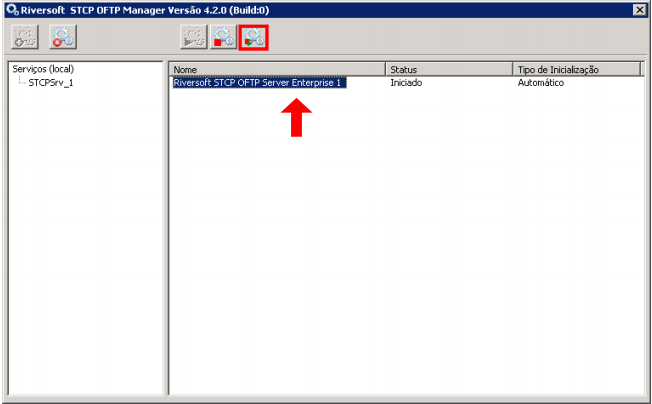 Riversoft STCP OFTP Manager Versão 4.2.0 (Build:0)
Serviços (local)
STCPSrv_1
Nome Status Tipo de Inicialização
Riversoft STCP OFTP Server Enterprise 1 Iniciado Automático